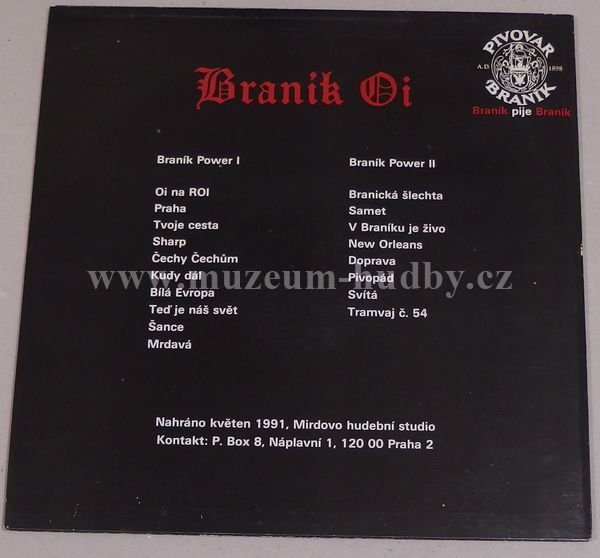 PIVOVAR
A.D. 1898
BRANÍK
Braník pije Braník
Braník Oi
Braník Power I
Oi na ROI
Praha
Tvoje cesta
Sharp
Čechy Čechům
Kudy dál
Bílá Evropa
Teď je náš svět
Šance
Mrdavá
Braník Power II
Branická šlechta
Samet
V Braníku je živo
New Orleans
Doprava
Pivopád
Svítá
Tramvaj č. 54
www.muzeum-hudby.cz
Nahráno květen 1991, Mirdovo hudební studio
Kontakt: P. Box 8, Náplavní 1, 120 00 Praha 2